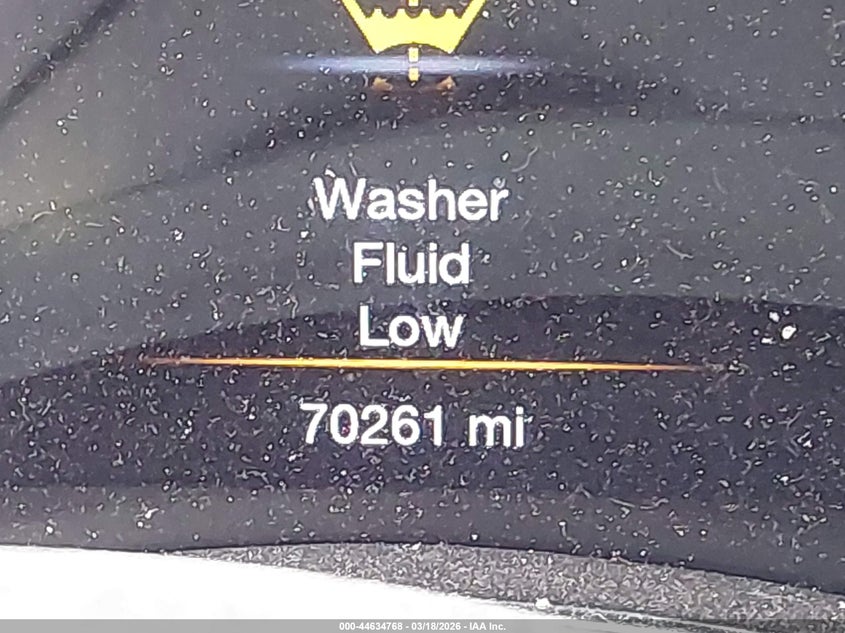 Washer
Fluid
Low
70261 mi
000-44634768 - 03/18/2026 - IAA Inc.